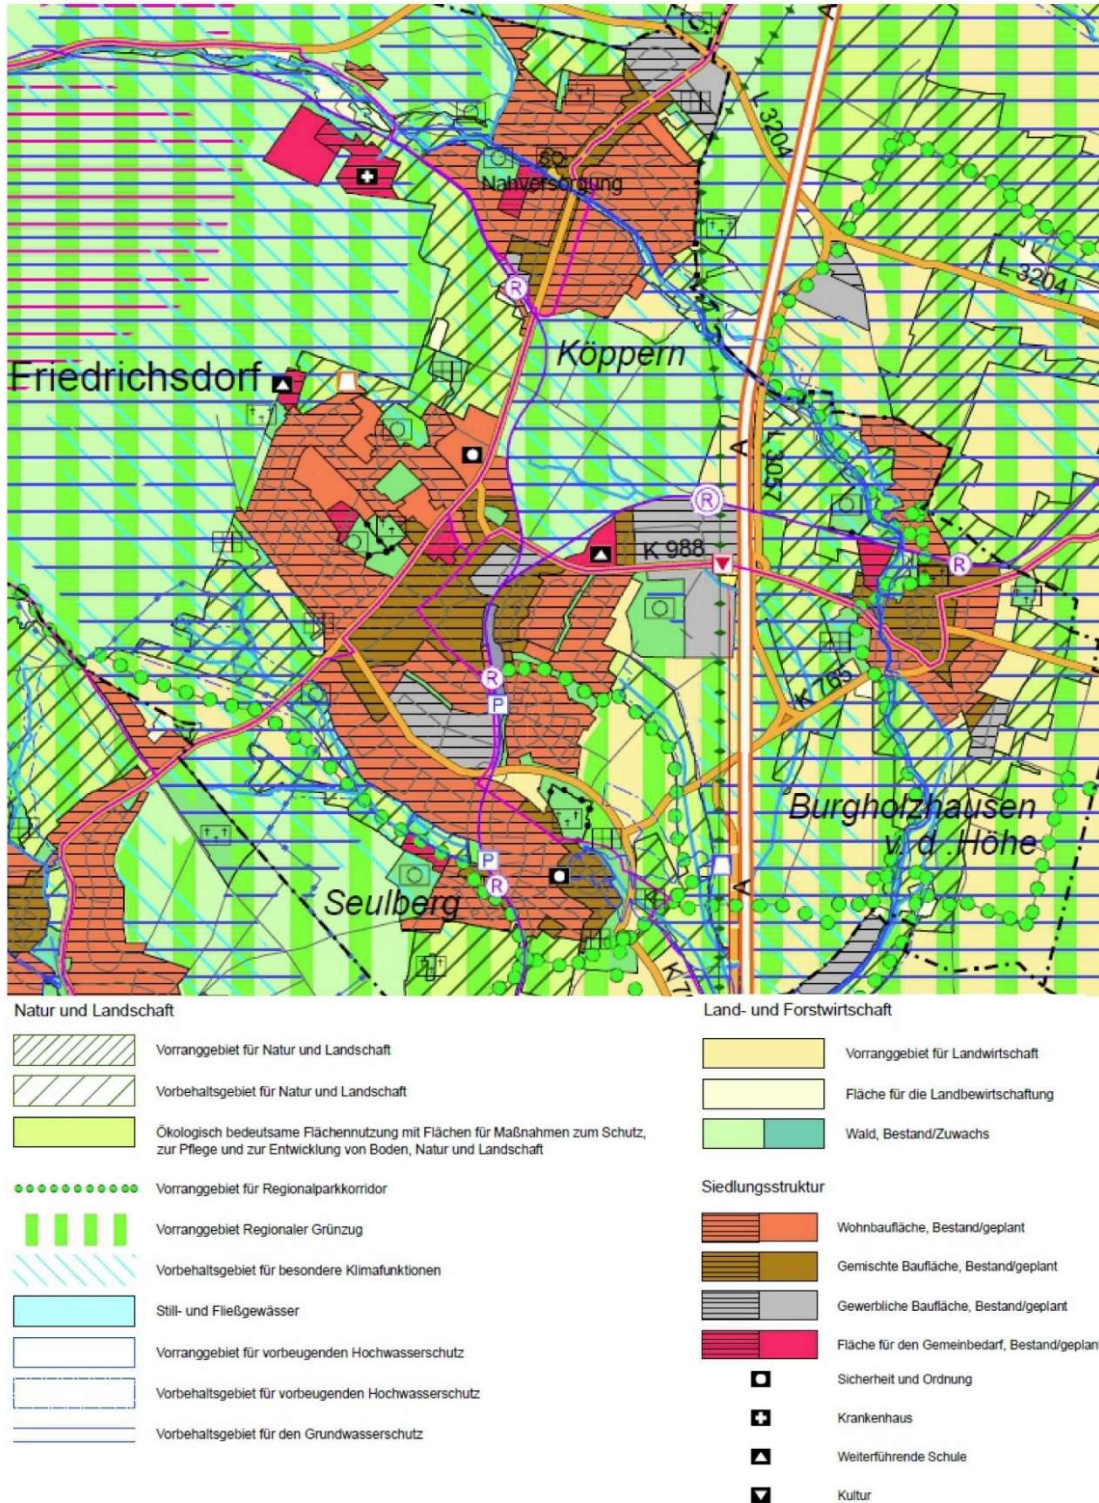 A
L 3204
SO
Nahversorgung
L 3204
R
Köppern
Friedrichsdorf
A
L 3057
R
K 988
R
R
P
K 765
Burgholzhausen
v. d. Höhe
P
R
A
Seulberg
K 7
Natur und Landschaft
Vorranggebiet für Natur und Landschaft
Vorbehaltsgebiet für Natur und Landschaft
Ökologisch bedeutsame Flächennutzung mit Flächen für Maßnahmen zum Schutz,
zur Pflege und zur Entwicklung von Boden, Natur und Landschaft
Vorranggebiet für Regionalparkkorridor
Vorranggebiet Regionaler Grünzug
Vorbehaltsgebiet für besondere Klimafunktionen
Still- und Fließgewässer
Vorranggebiet für vorbeugenden Hochwasserschutz
Vorbehaltsgebiet für vorbeugenden Hochwasserschutz
Vorbehaltsgebiet für den Grundwasserschutz
Land- und Forstwirtschaft
Vorranggebiet für Landwirtschaft
Fläche für die Landbewirtschaftung
Wald, Bestand/Zuwachs
Siedlungsstruktur
Wohnbaufläche, Bestand/geplant
Gemischte Baufläche, Bestand/geplant
Gewerbliche Baufläche, Bestand/geplant
Fläche für den Gemeinbedarf, Bestand/geplant
Sicherheit und Ordnung
Krankenhaus
Weiterführende Schule
Kultur